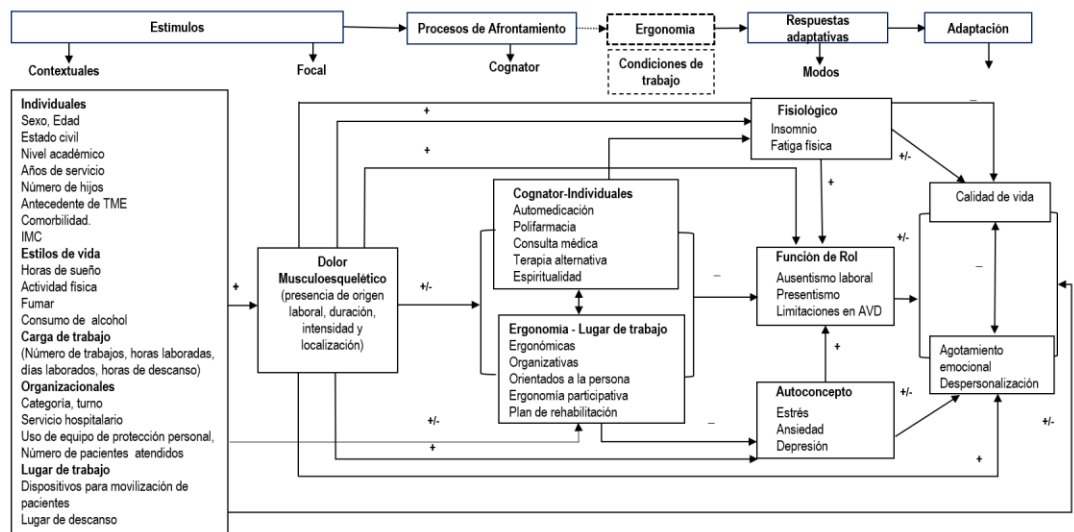 Estímulos
Procesos de Afrontamiento
Ergonomía
Respuestas
adaptativas
Adaptación
Contextuales
Focal
Cognator
Condiciones de
trabajo
Modos
Individuales
Sexo, Edad
Estado civil
Nivel académico
Años de servicio
Número de hijos
Antecedente de TME
Comorbilidad.
IMC
Estilos de vida
Horas de sueño
Actividad física
Fumar
Consumo de alcohol
Carga de trabajo
(Número de trabajos, horas laboradas,
días laborados, horas de descanso)
Organizacionales
Categoría, turno
Servicio hospitalario
Uso de equipo de protección personal,
Número de pacientes atendidos
Lugar de trabajo
Dispositivos para movilización de
pacientes
Lugar de descanso
+
Dolor
Musculoesquelético
(presencia de origen
laboral, duración,
intensidad y
localización)
+
+
+/-
+/-
+
Cognator-Individuales
Automedicación
Polifarmacia
Consulta médica
Terapia alternativa
Espiritualidad
Ergonomia - Lugar de trabajo
Ergonómicas
Organizativas
Orientados a la persona
Ergonomía participativa
Plan de rehabilitación
–
–
Fisiológico
Insomnio
Fatiga física
+
Función de Rol
Ausentismo laboral
Presentismo
Limitaciones en AVD
+
Autoconcepto
Estrés
Ansiedad
Depresión
–
+/-
+/-
+/-
+
Calidad de vida
–
Agotamiento
emocional
Despersonalización
+/-